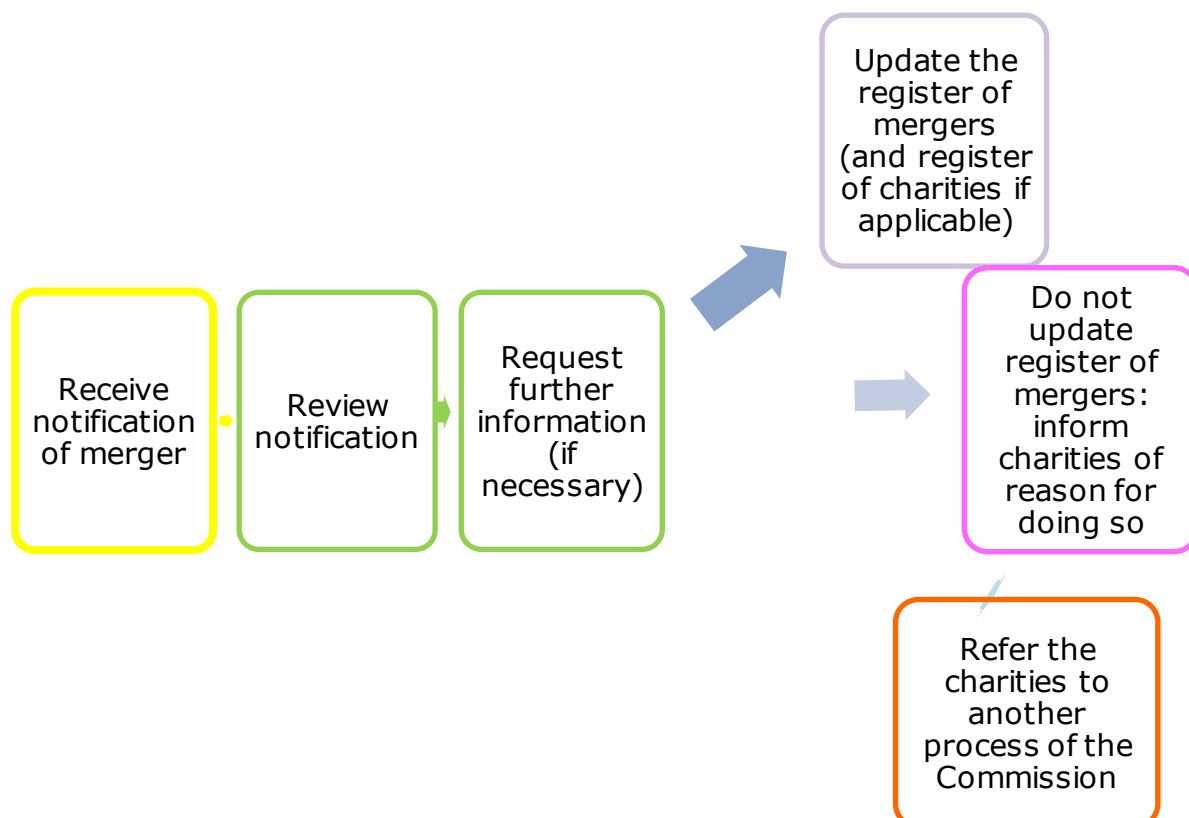 Receive
notification
of merger
Review
notification
Request
further
information
(if
necessary)
Update the
register of
mergers
(and register
of charities if
applicable)
Do not
update
register of
mergers:
inform
charities of
reason for
doing so
Refer the
charities to
another
process of the
Commission